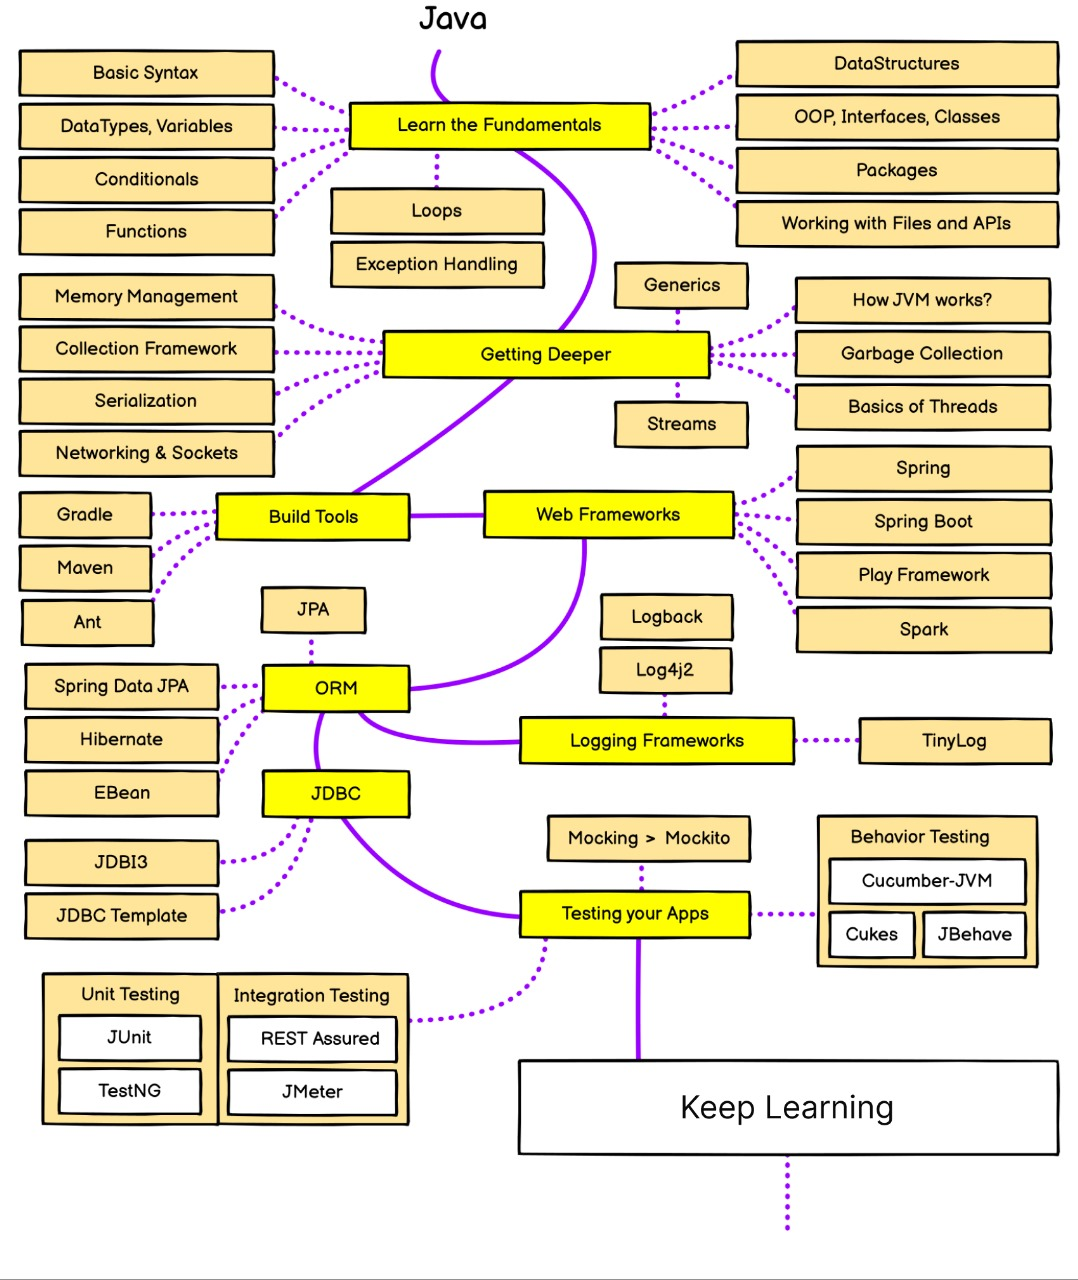 Java
Learn the Fundamentals
Basic Syntax
DataTypes, Variables
Conditionals
Functions
Loops
Exception Handling
DataStructures
OOP, Interfaces, Classes
Packages
Working with Files and APIs
Getting Deeper
Memory Management
Collection Framework
Serialization
Networking & Sockets
Generics
Streams
How JVM works?
Garbage Collection
Basics of Threads
Build Tools
Gradle
Maven
Ant
Web Frameworks
Spring
Spring Boot
Play Framework
Spark
ORM
JPA
Spring Data JPA
Hibernate
EBean
Logging Frameworks
Logback
Log4j2
TinyLog
JDBC
JDBI3
JDBC Template
Testing your Apps
Mocking > Mockito
Behavior Testing
Cucumber-JVM
Cukes
JBehave
Unit Testing
JUnit
TestNG
Integration Testing
REST Assured
JMeter
Keep Learning